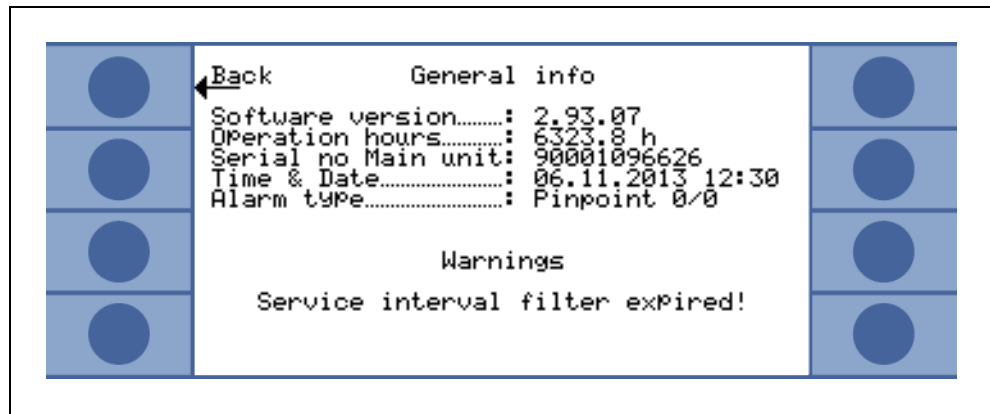 Back General info
Software version........: 2.93.07
Operation hours..........: 6323.8 h
Serial no Main unit: 90001096626
Time & Date......................: 06.11.2013 12:30
Alarm type.........................: Pinpoint 0/0
Warnings
Service interval filter expired!